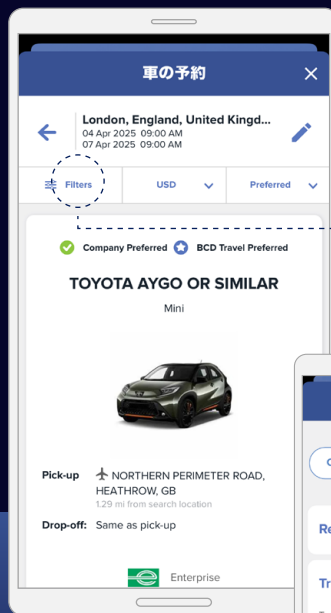 車の予約
London, England, United Kingd...
04 Apr 2025 09:00 AM
07 Apr 2025 09:00 AM
Filters
USD
Preferred
Company Preferred
BCD Travel Preferred
TOYOTA AYGO OR SIMILAR
Mini
Pick-up
NORTHERN PERIMETER ROAD,
HEATHROW, GB
1.29 mi from search location
Drop-off: Same as pick-up
Enterprise
Re
Tr